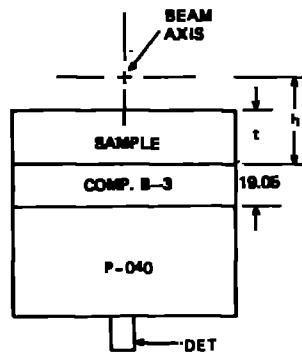 BEAM
AXIS
h
t
SAMPLE
COMP. B-3
19.05
P-040
DET